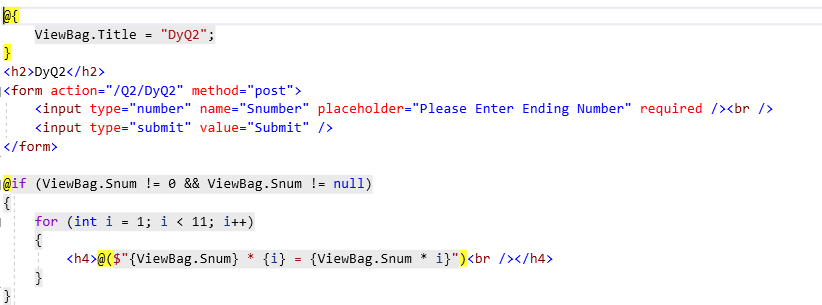 @{
    ViewBag.Title = "DyQ2";
}
<h2>DyQ2</h2>
<form action="/Q2/DyQ2" method="post">
    <input type="number" name="Snumber" placeholder="Please Enter Ending Number" required /><br />
    <input type="submit" value="Submit" />
</form>

@if (ViewBag.Snum != 0 && ViewBag.Snum != null)
{
    for (int i = 1; i < 11; i++)
    {
        <h4>@($"{ViewBag.Snum} * {i} = {ViewBag.Snum * i}")<br /></h4>
    }
}